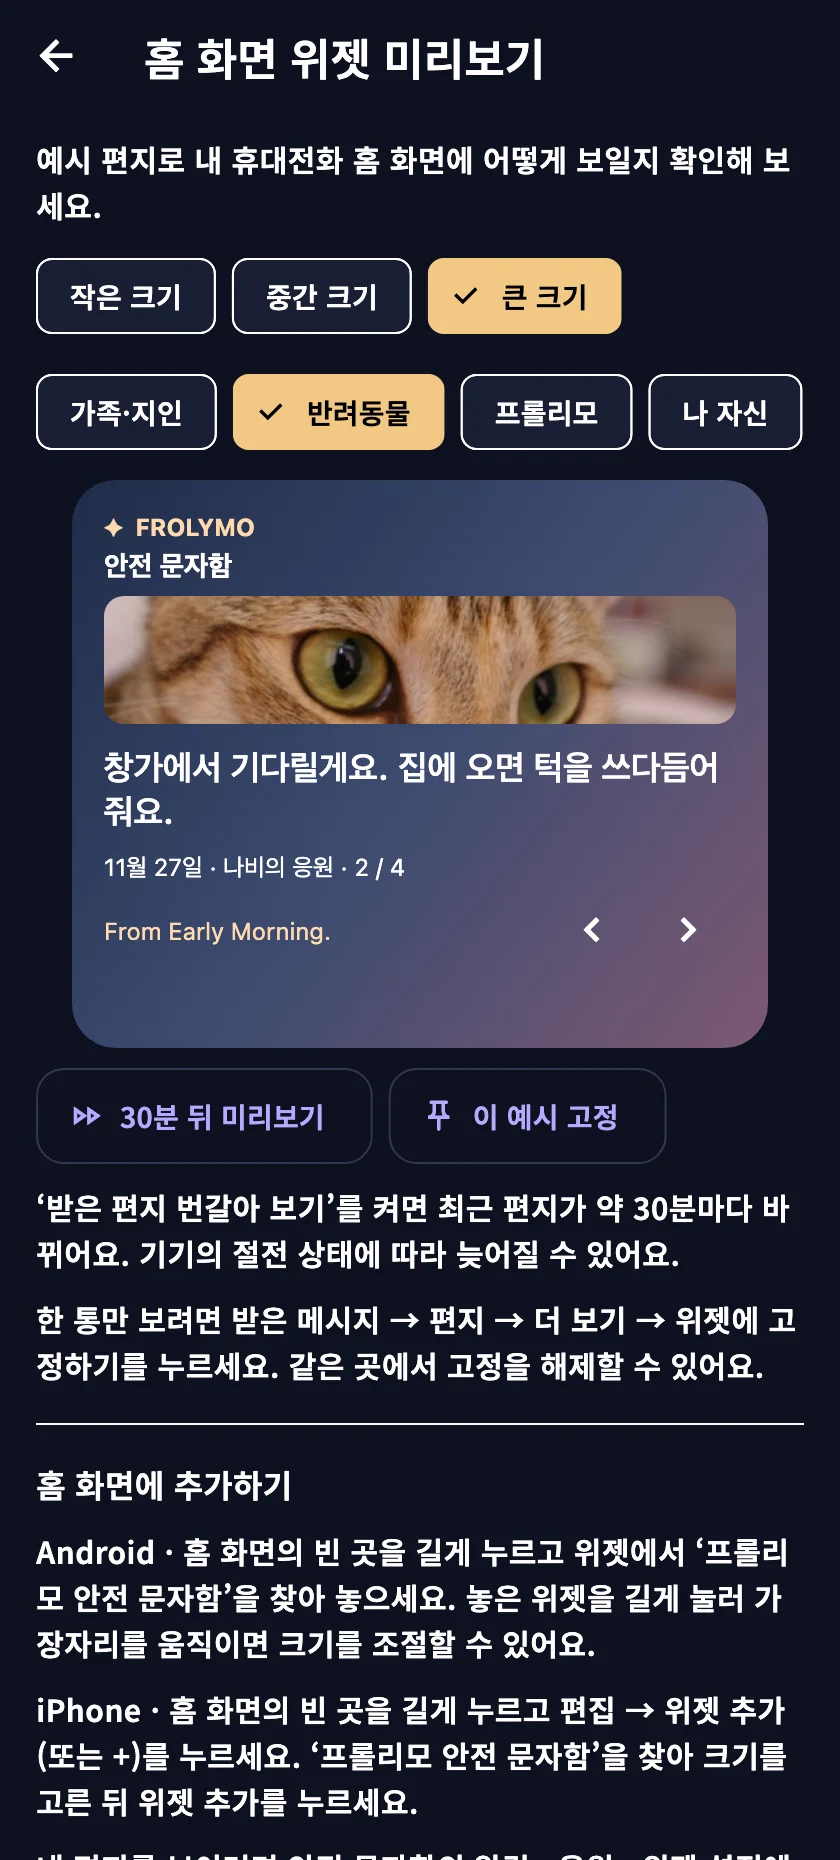 홈 화면 위젯 미리보기
예시 편지로 내 휴대전화 홈 화면에 어떻게 보일지 확인해 보
세요.
작은 크기
중간 크기
큰 크기
가족·지인
반려동물
프롤리모
나 자신
FROLYMO
안전 문자함
창가에서 기다릴게요. 집에 오면 턱을 쓰다듬어
줘요.
11월 27일 · 나비의 응원 · 2 / 4
From Early Morning.
30분 뒤 미리보기
이 예시 고정
‘받은 편지 번갈아 보기’를 켜면 최근 편지가 약 30분마다 바
뀌어요. 기기의 절전 상태에 따라 늦어질 수 있어요.
한 통만 보려면 받은 메시지 → 편지 → 더 보기 → 위젯에 고
정하기를 누르세요. 같은 곳에서 고정을 해제할 수 있어요.
홈 화면에 추가하기
Android · 홈 화면의 빈 곳을 길게 누르고 위젯에서 ‘프롤리
모 안전 문자함’을 찾아 놓으세요. 놓은 위젯을 길게 눌러 가
장자리를 움직이면 크기를 조절할 수 있어요.
iPhone · 홈 화면의 빈 곳을 길게 누르고 편집 → 위젯 추가
(또는 +)를 누르세요. ‘프롤리모 안전 문자함’을 찾아 크기를
고른 뒤 위젯 추가를 누르세요.